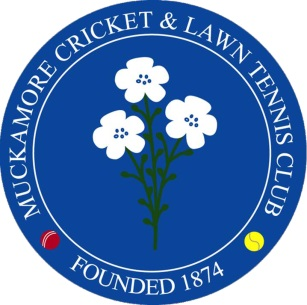 MUCKAMORE CRICKET & LAWN TENNIS CLUB
FOUNDED 1874